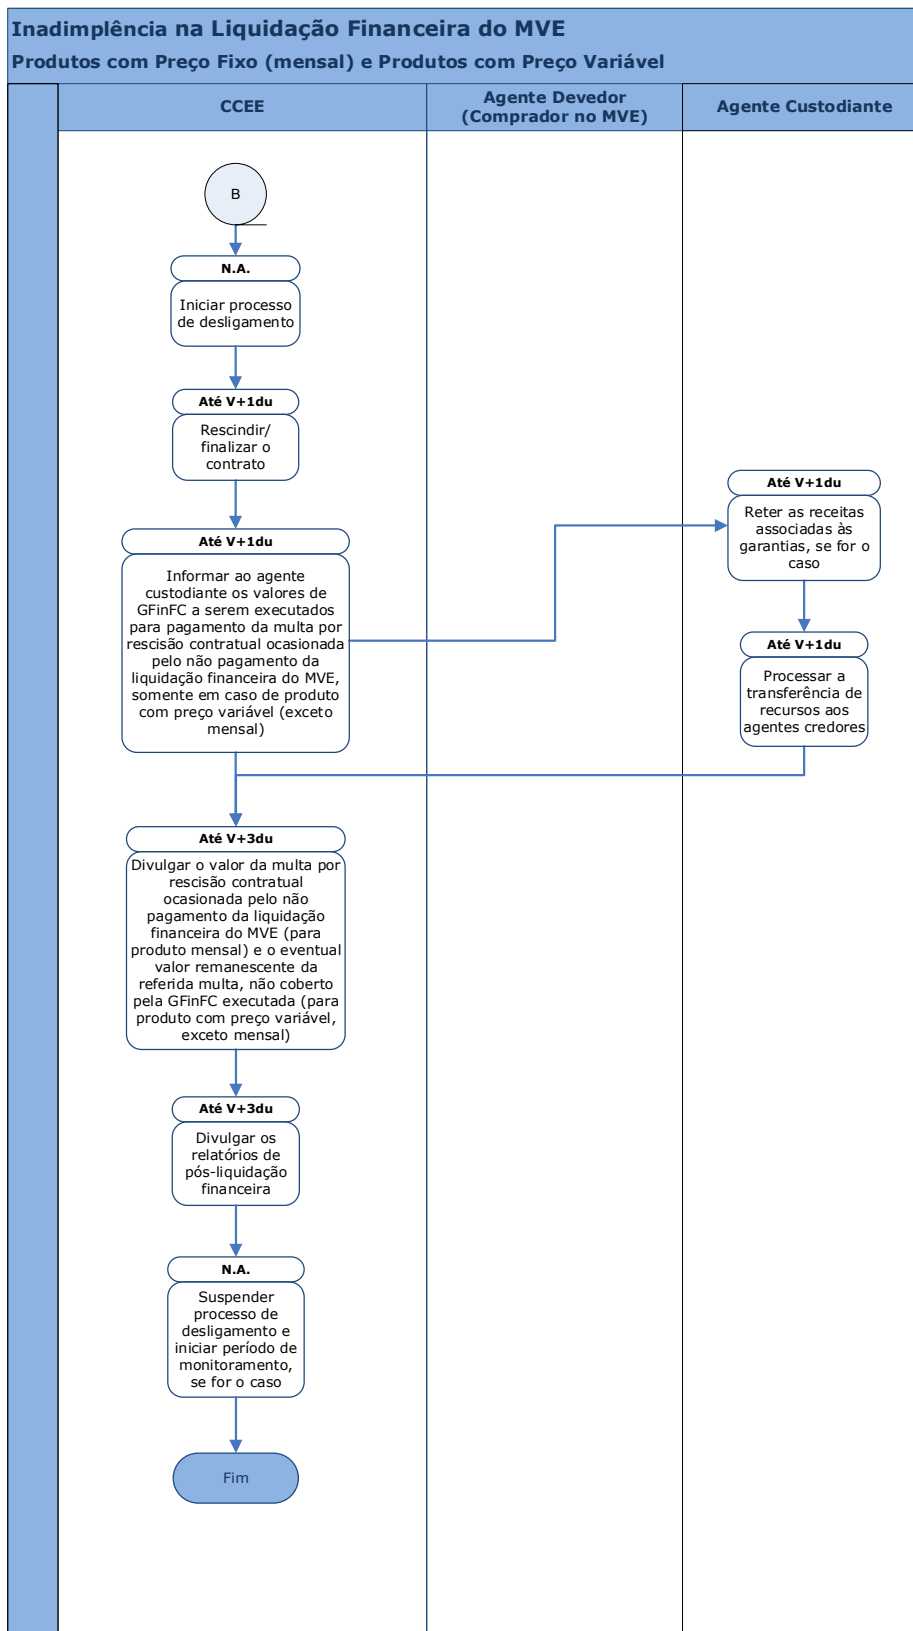 Inadimplência na Liquidação Financeira do MVE
Produtos com Preço Fixo (mensal) e Produtos com Preço Variável
CCEE
Agente Devedor
(Comprador no MVE)
Agente Custodiante
B
N.A.
Iniciar processo
de desligamento
Até V+1du
Rescindir/
finalizar o
contrato
Até V+1du
Informar ao agente
custodiante os valores de
GFinFC a serem executados
para pagamento da multa por
rescisão contratual ocasionada
pelo não pagamento da
liquidação financeira do MVE,
somente em caso de produto
com preço variável (exceto
mensal)
Até V+1du
Reter as receitas
associadas às
garantias, se for o
caso
Até V+1du
Processar a
transferência de
recursos aos
agentes credores
Até V+3du
Divulgar o valor da multa por
rescisão contratual
ocasionada pelo não
pagamento da liquidação
financeira do MVE (para
produto mensal) e o eventual
valor remanescente da
referida multa, não coberto
pela GFinFC executada (para
produto com preço variável,
exceto mensal)
Até V+3du
Divulgar os
relatórios de
pós-liquidação
financeira
N.A.
Suspender
processo de
desligamento e
iniciar período de
monitoramento,
se for o caso
Fim